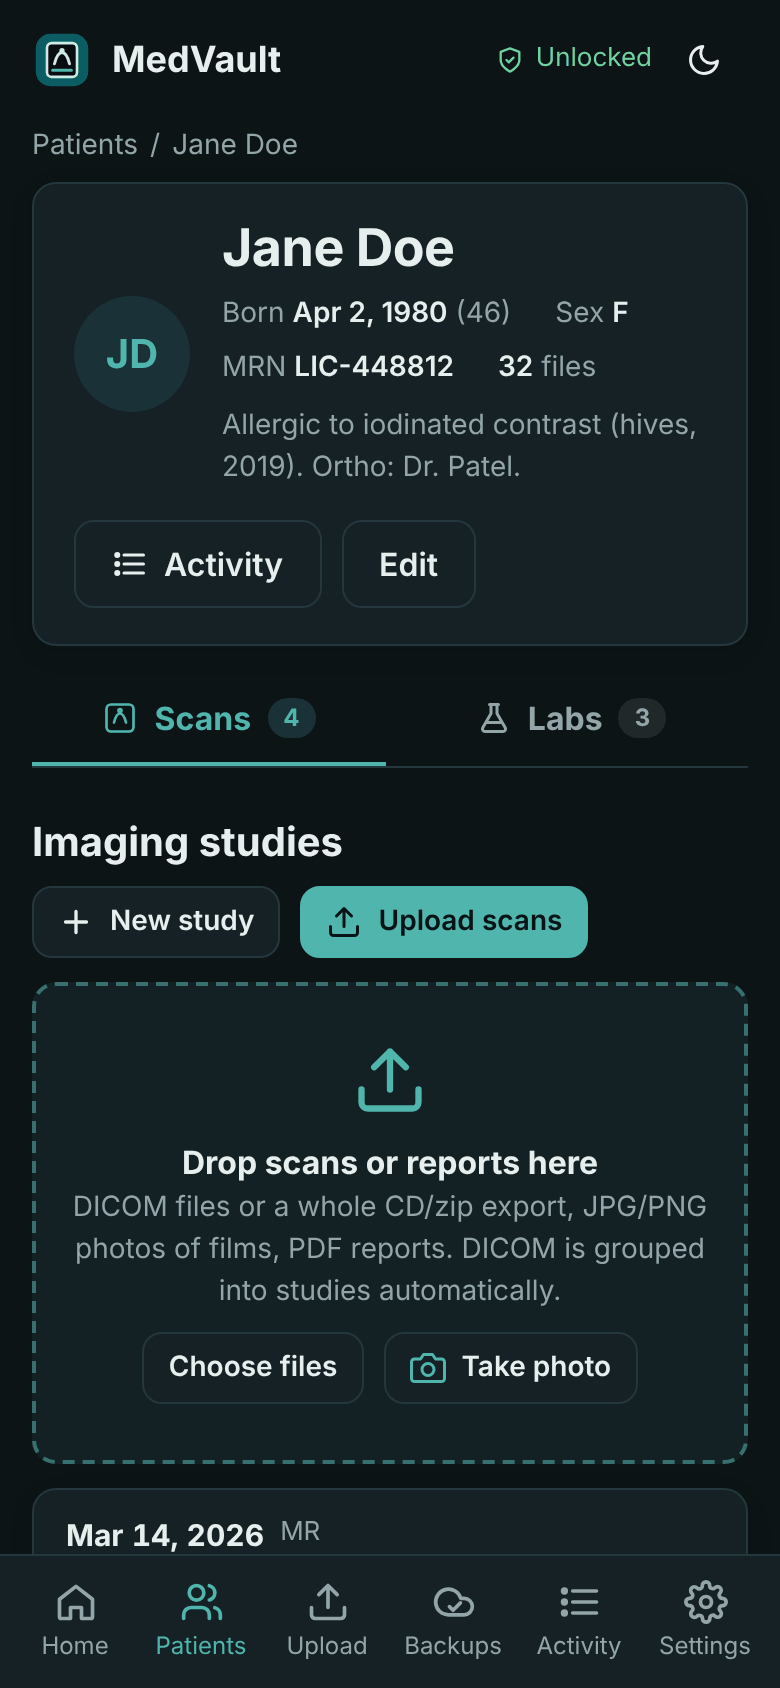 MedVault
Unlocked
Patients / Jane Doe
JD
Jane Doe
Born Apr 2, 1980 (46) Sex F
MRN LIC-448812 32 files
Allergic to iodinated contrast (hives,
2019). Ortho: Dr. Patel.
Activity
Edit
Scans 4
Labs 3
Imaging studies
New study
Upload scans
Drop scans or reports here
DICOM files or a whole CD/zip export, JPG/PNG
photos of films, PDF reports. DICOM is grouped
into studies automatically.
Choose files
Take photo
Mar 14, 2026 MR
Home
Patients
Upload
Backups
Activity
Settings